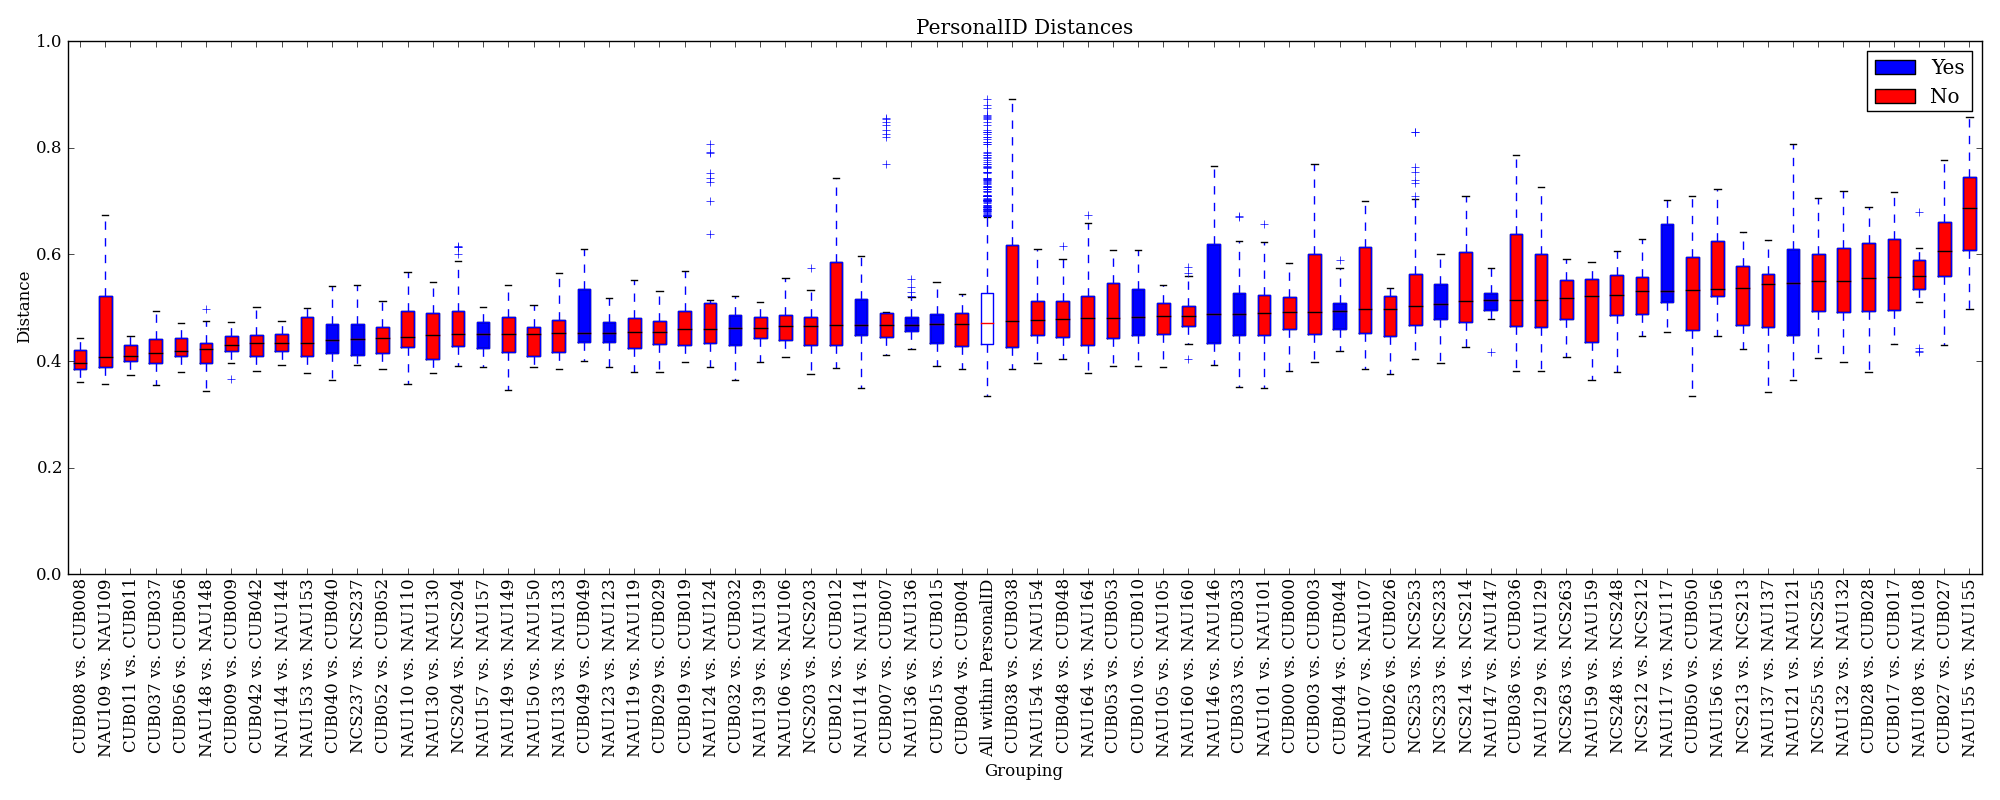 PersonalID Distances
1.0
0.8
0.6
0.4
0.2
0.0
Distance
Yes
No
CUB008 vs. CUB008
NAU109 vs. NAU109
CUB011 vs. CUB011
CUB037 vs. CUB037
CUB056 vs. CUB056
NAU148 vs. NAU148
CUB009 vs. CUB009
CUB042 vs. CUB042
NAU144 vs. NAU144
NAU153 vs. NAU153
CUB040 vs. CUB040
NCS237 vs. NCS237
CUB052 vs. CUB052
NAU110 vs. NAU110
NAU130 vs. NAU130
NCS204 vs. NCS204
NAU157 vs. NAU157
NAU149 vs. NAU149
NAU150 vs. NAU150
NAU133 vs. NAU133
CUB049 vs. CUB049
NAU123 vs. NAU123
NAU119 vs. NAU119
CUB029 vs. CUB029
CUB019 vs. CUB019
NAU124 vs. NAU124
CUB032 vs. CUB032
NAU139 vs. NAU139
NAU106 vs. NAU106
NCS203 vs. NCS203
CUB012 vs. CUB012
NAU114 vs. NAU114
CUB007 vs. CUB007
NAU136 vs. NAU136
CUB015 vs. CUB015
CUB004 vs. CUB004
All within PersonalID
CUB038 vs. CUB038
NAU154 vs. NAU154
CUB048 vs. CUB048
NAU164 vs. NAU164
CUB053 vs. CUB053
CUB010 vs. CUB010
NAU105 vs. NAU105
NAU160 vs. NAU160
NAU146 vs. NAU146
CUB033 vs. CUB033
NAU101 vs. NAU101
CUB000 vs. CUB000
CUB003 vs. CUB003
CUB044 vs. CUB044
NAU107 vs. NAU107
CUB026 vs. CUB026
NCS253 vs. NCS253
NCS233 vs. NCS233
NCS214 vs. NCS214
NAU147 vs. NAU147
CUB036 vs. CUB036
NAU129 vs. NAU129
NCS263 vs. NCS263
NAU159 vs. NAU159
NCS248 vs. NCS248
NCS212 vs. NCS212
NAU117 vs. NAU117
CUB050 vs. CUB050
NAU156 vs. NAU156
NCS213 vs. NCS213
NAU137 vs. NAU137
NAU121 vs. NAU121
NCS255 vs. NCS255
NAU132 vs. NAU132
CUB028 vs. CUB028
CUB017 vs. CUB017
NAU108 vs. NAU108
CUB027 vs. CUB027
NAU155 vs. NAU155
Grouping